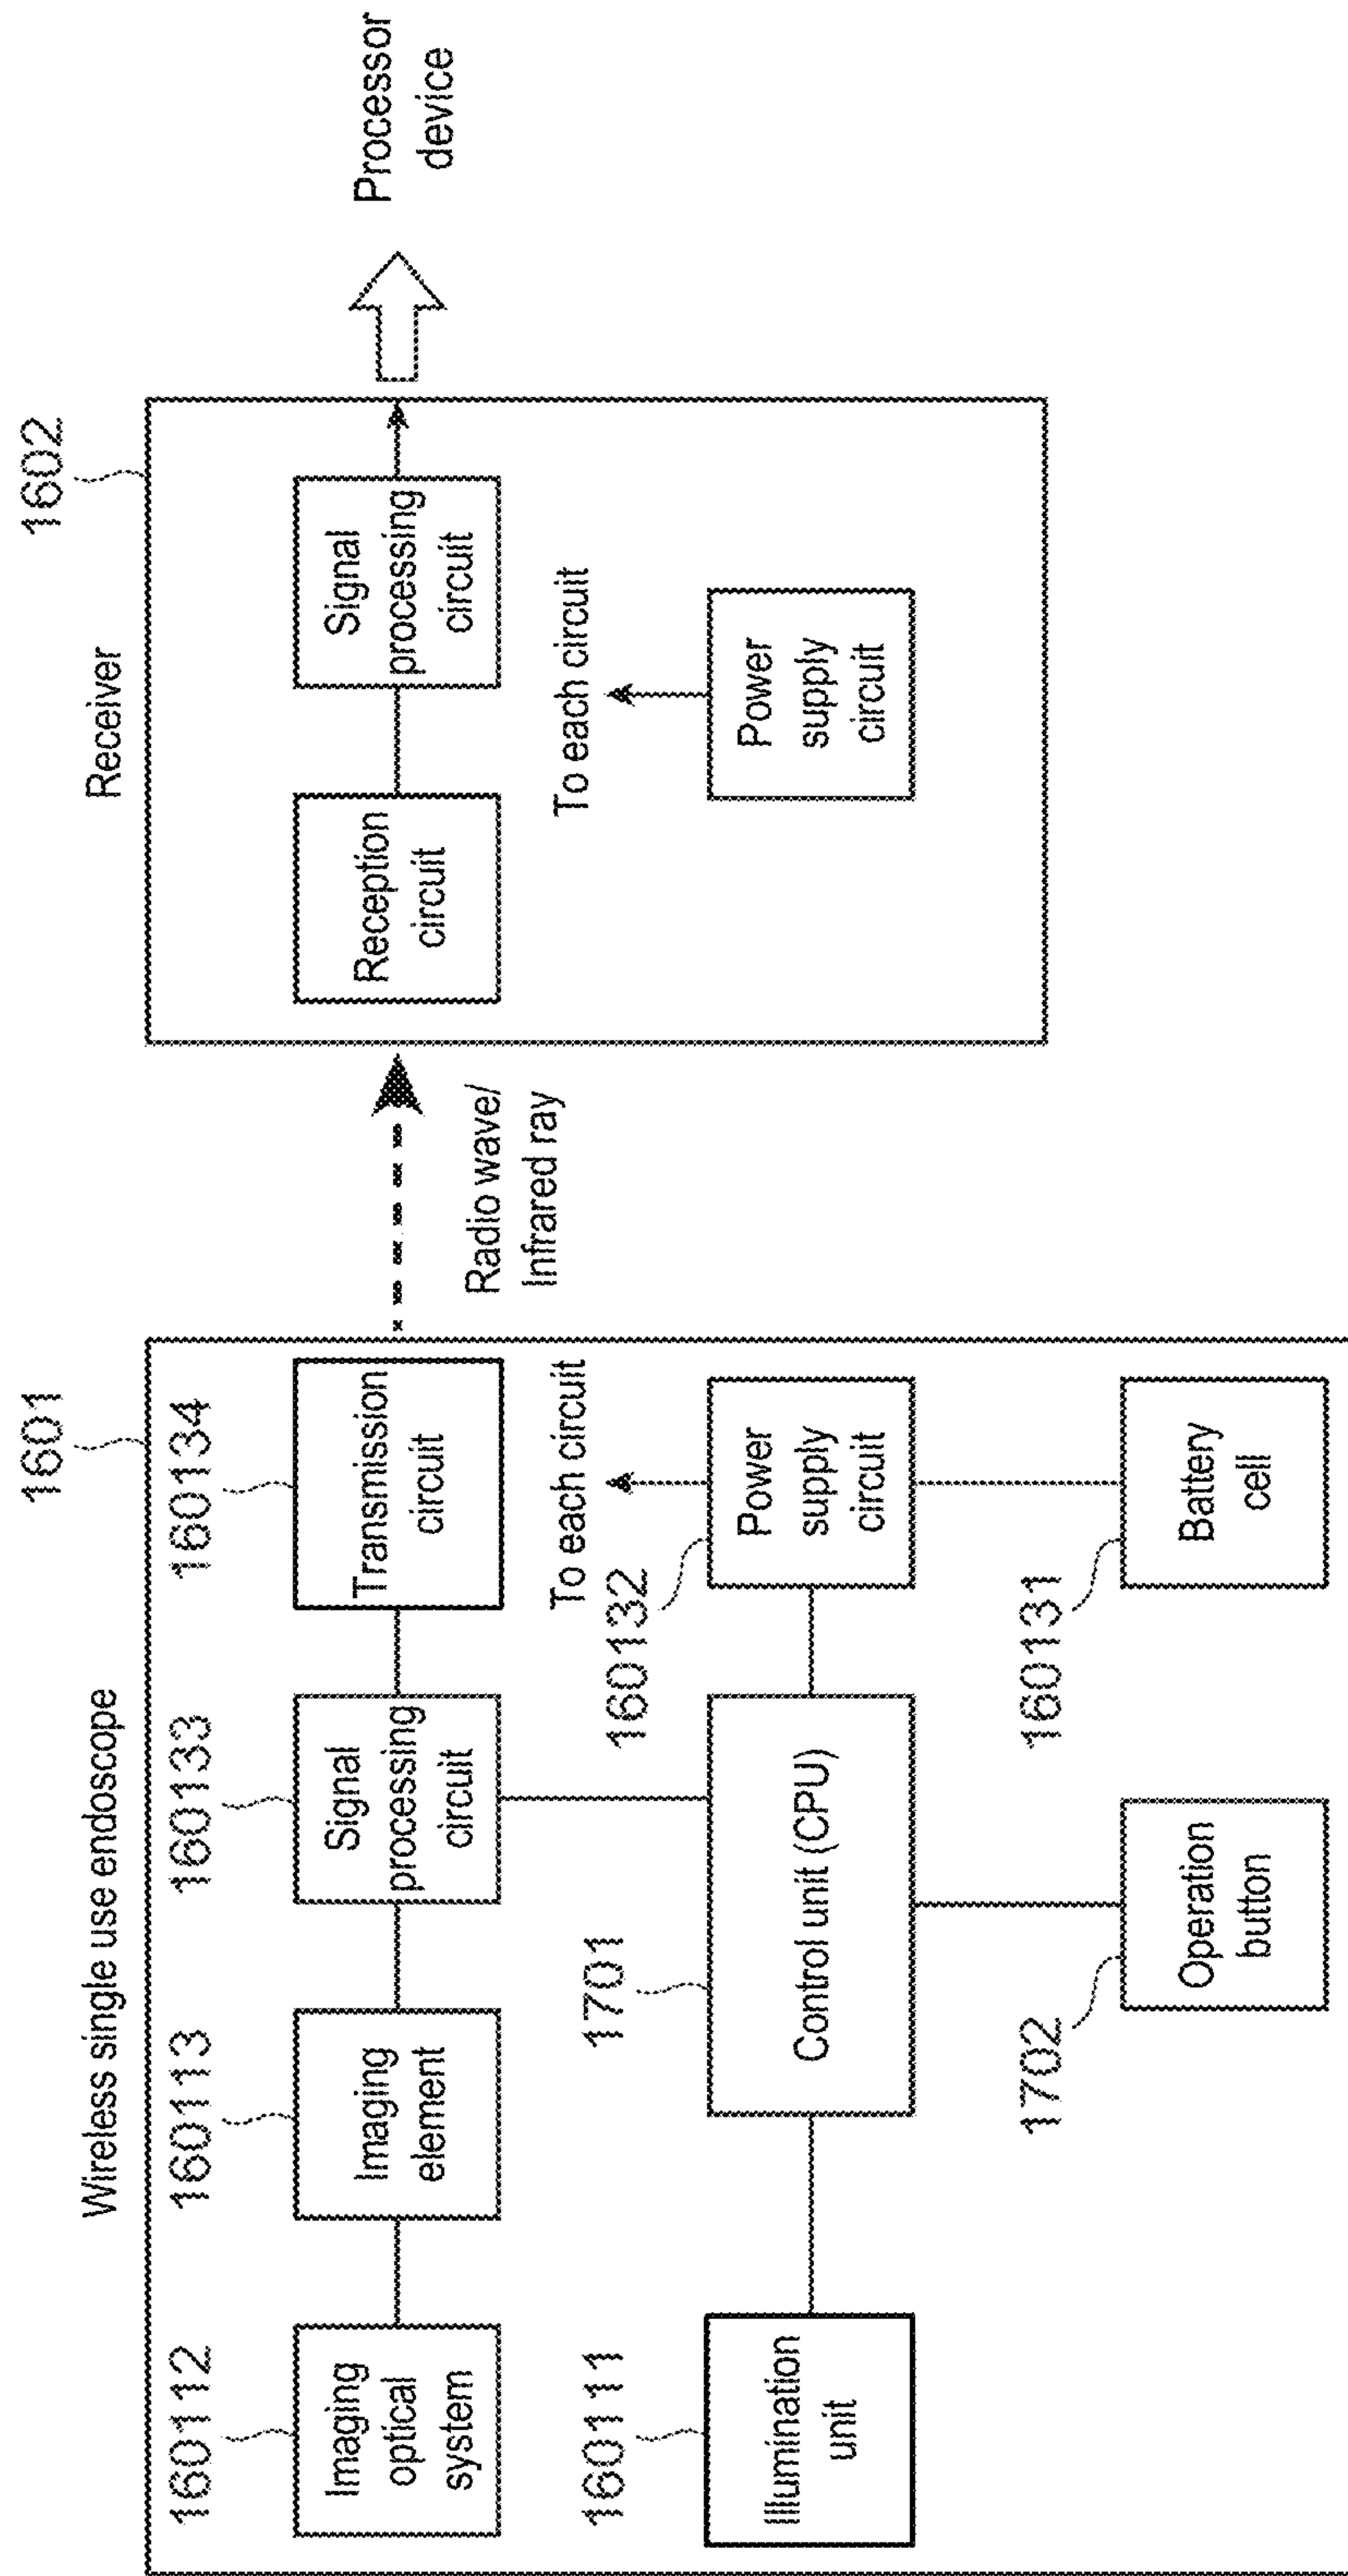 Wireless single use endoscope
1601
160112
Imaging
optical
system
160113
Imaging
element
160133
Signal
processing
circuit
160134
Transmission
circuit
160111
Illumination
unit
1701
Control unit (CPU)
160132
Power
supply
circuit
To each circuit
1702
Operation
button
160131
Battery
cell
Radio wave/
Infrared ray
Receiver
1602
Reception
circuit
Signal
processing
circuit
To each circuit
Power
supply
circuit
Processor
device